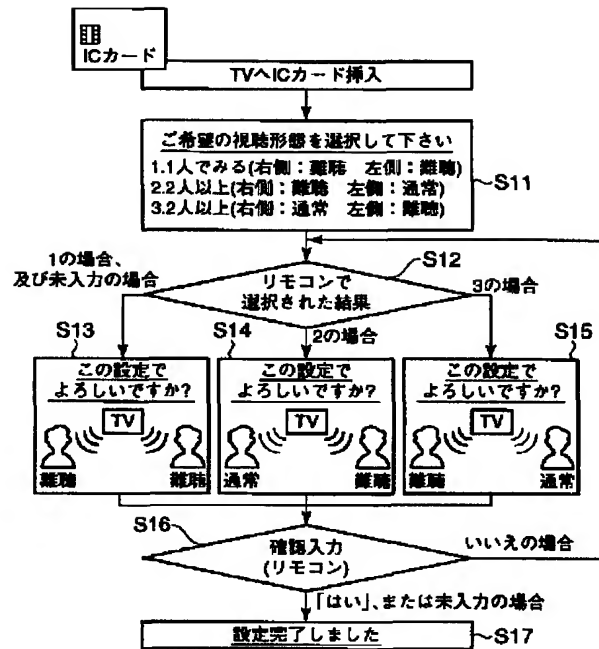 ICカード
TVへICカード挿入
ご希望の視聴形態を選択して下さい
1.1人でみる(右側：難聴 左側：難聴)
2.2人以上(右側：難聴 左側：通常)
3.2人以上(右側：通常 左側：難聴)
S11
S12
1の場合、
及び未入力の場合
リモコンで
選択された結果
3の場合
2の場合
S13
この設定で
よろしいですか?
TV
難聴
難聴
S14
この設定で
よろしいですか?
TV
通常
難聴
S15
この設定で
よろしいですか?
TV
難聴
通常
S16
確認入力
(リモコン)
いいえの場合
「はい」、または未入力の場合
設定完了しました
S17